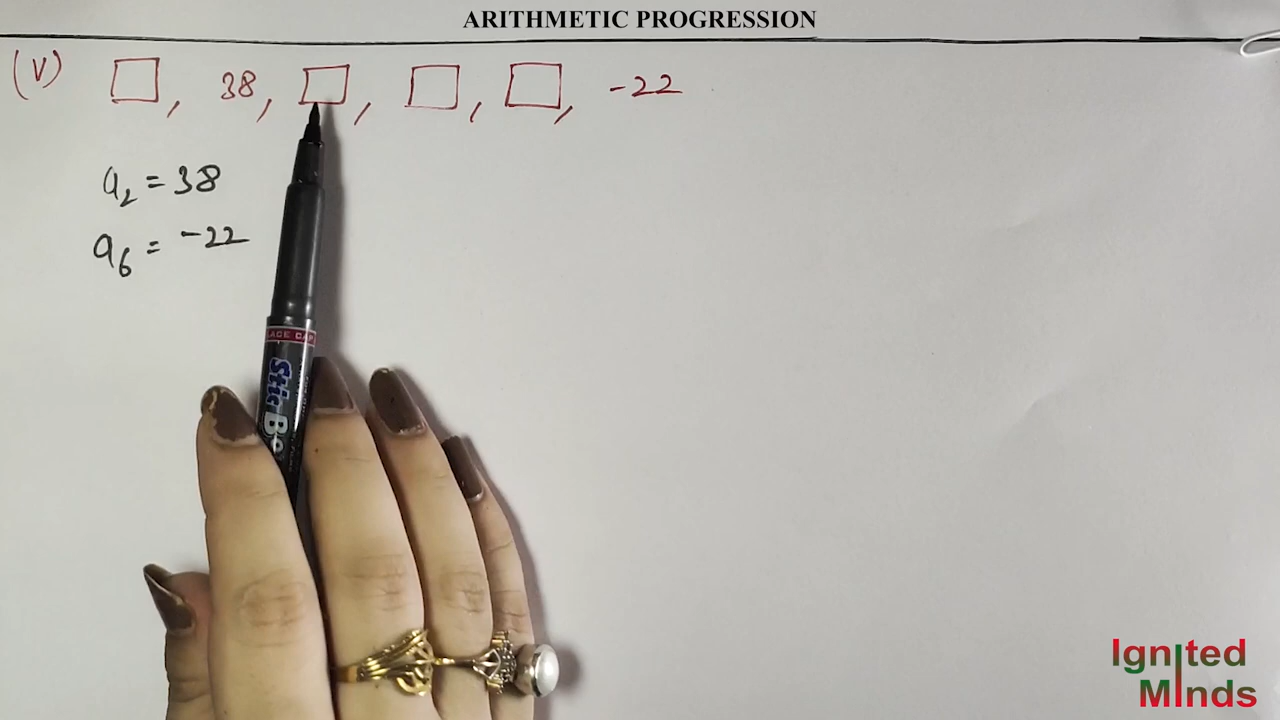 ARITHMETIC PROGRESSION
(V) □, 38, □, □, □, -22
a₂ = 38
a₆ = -22
Stic
Ignited
Minds